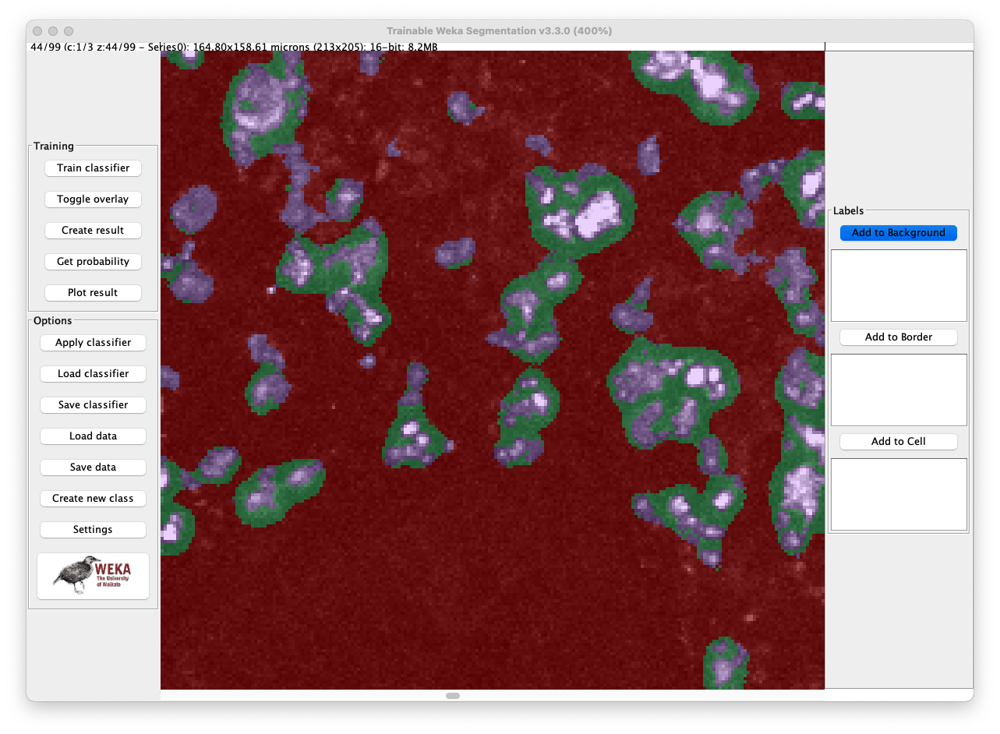 Trainable Weka Segmentation v3.3.0 (400%)
44/99 (c:1/3 z:44/99 - Series0): 164.80x158.61 microns (213x205); 16-bit; 8.2MB
Training
Train classifier
Toggle overlay
Create result
Get probability
Plot result
Options
Apply classifier
Load classifier
Save classifier
Load data
Save data
Create new class
Settings
WEKA
The University
of Waikato
Labels
Add to Background
Add to Border
Add to Cell